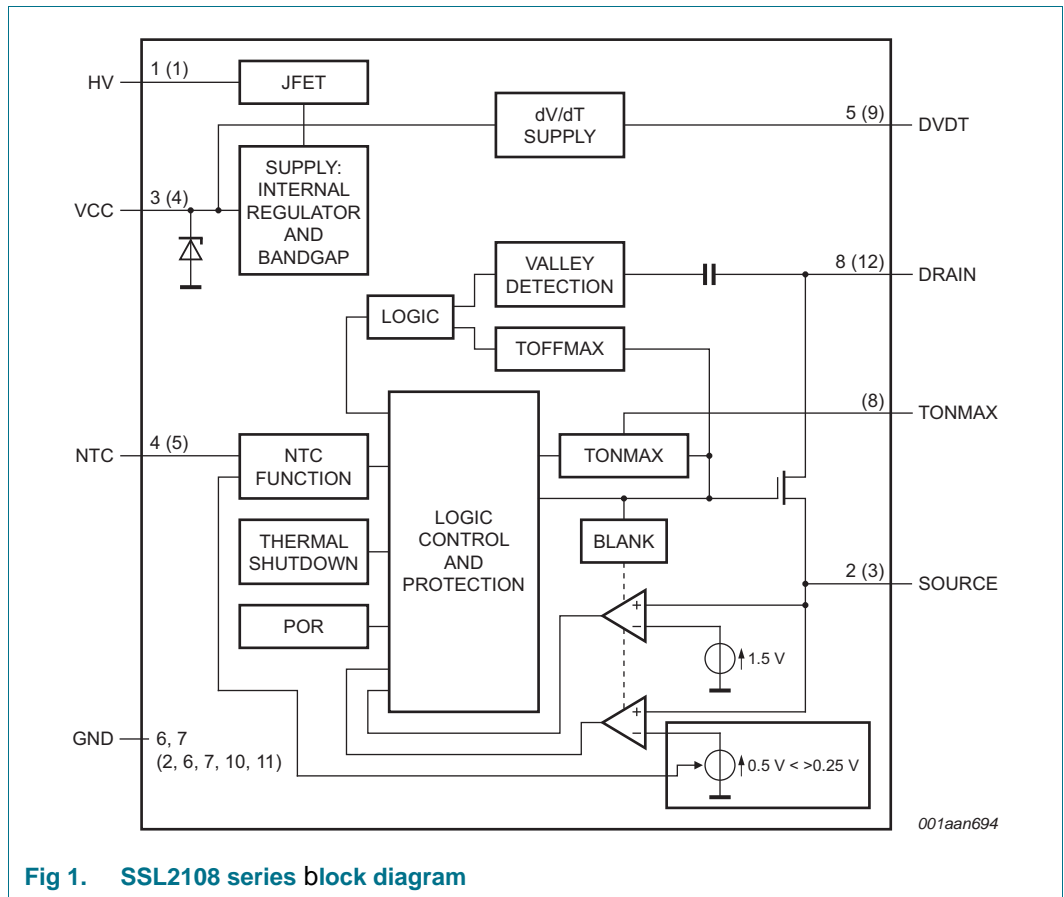 HV
1 (1)
JFET
dV/dT
SUPPLY
5 (9)
DVDT
SUPPLY:
INTERNAL
REGULATOR
AND
BANDGAP
VCC
3 (4)
VALLEY
DETECTION
8 (12)
DRAIN
LOGIC
TOFFMAX
(8)
TONMAX
NTC
4 (5)
NTC
FUNCTION
TONMAX
LOGIC
CONTROL
AND
PROTECTION
BLANK
THERMAL
SHUTDOWN
2 (3)
SOURCE
POR
+
−
1.5 V
+
−
GND
6, 7
(2, 6, 7, 10, 11)
0.5 V < >0.25 V
001aan694
Fig 1. SSL2108 series block diagram